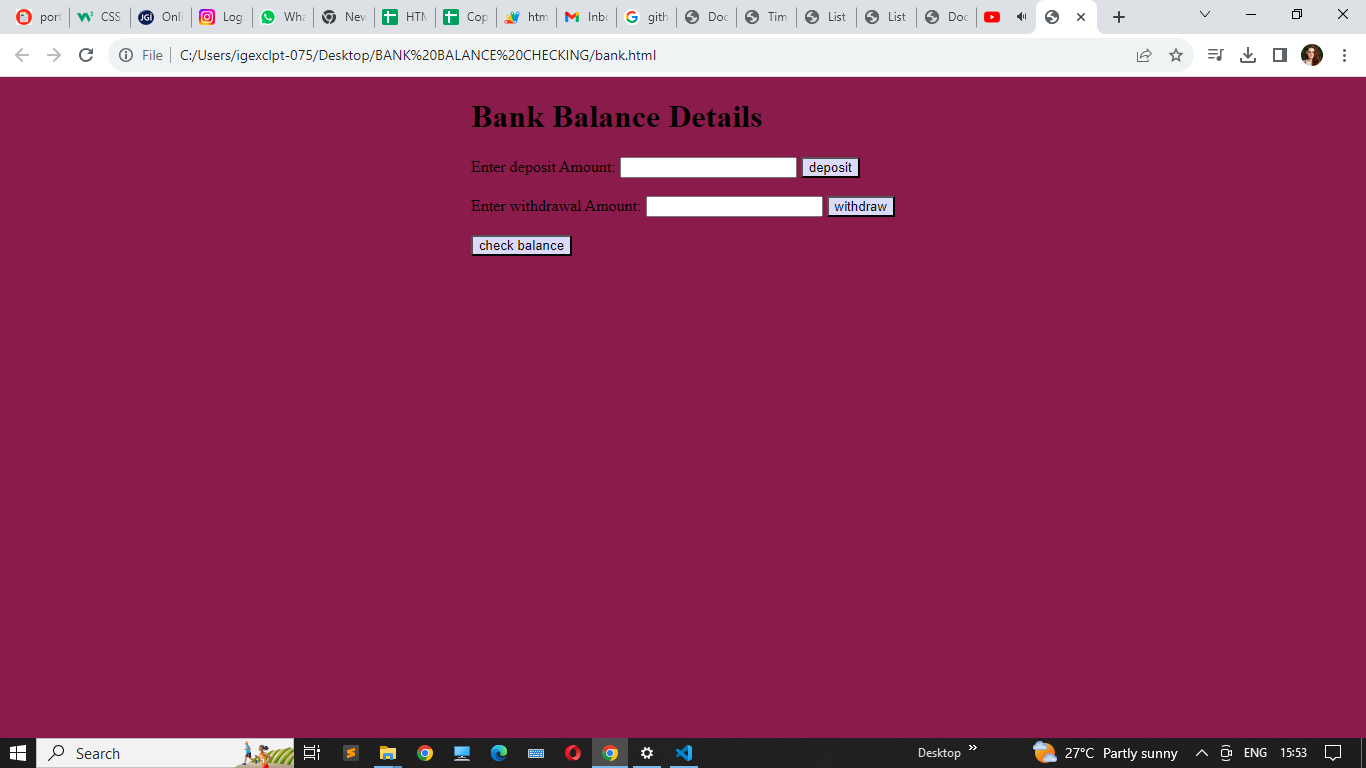 port CSS JGI Onli Log Wha New HTM Cop htm Inbo G gith Doc Tim List List Doc
File C:/Users/igexclpt-075/Desktop/BANK%20BALANCE%20CHECKING/bank.html
Bank Balance Details
Enter deposit Amount: deposit
Enter withdrawal Amount: withdraw
check balance
Search Desktop 27°C Partly sunny ENG 15:53